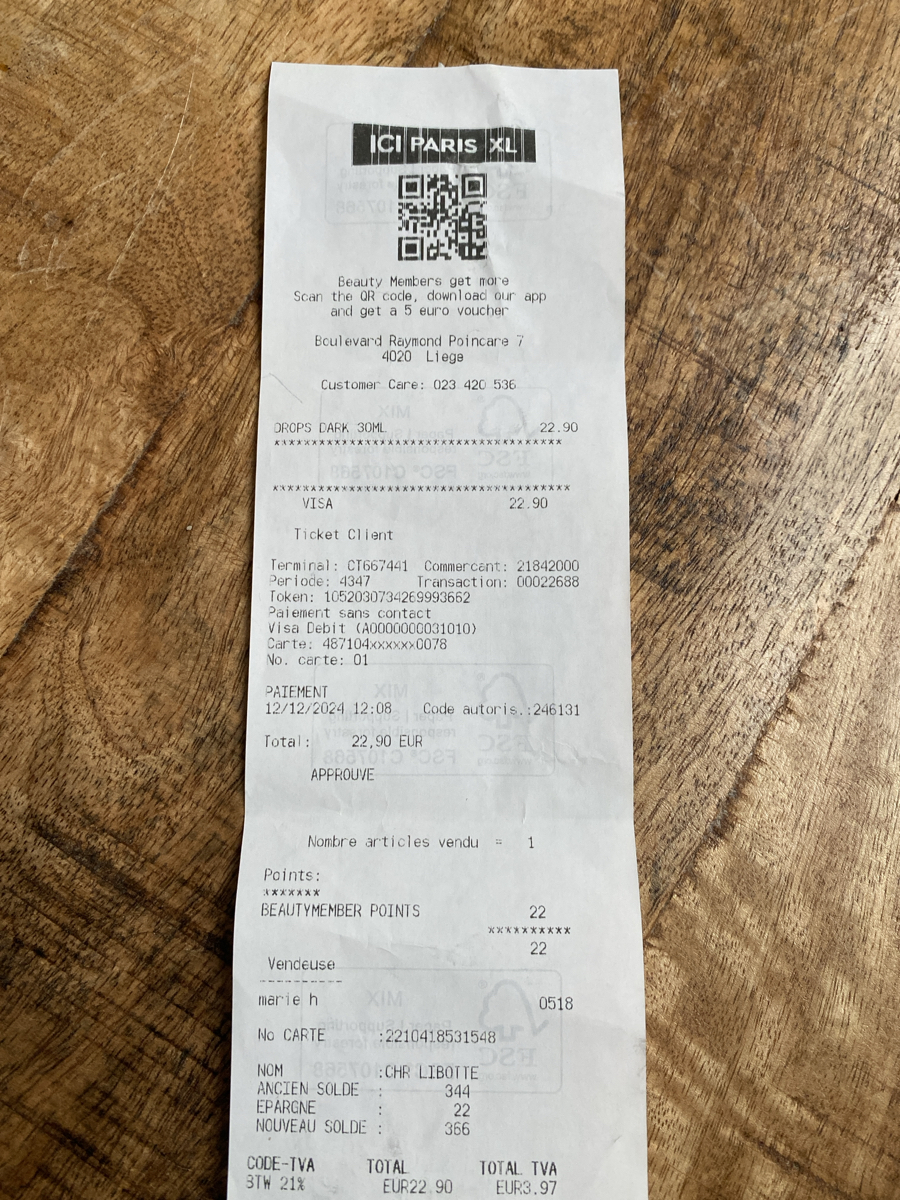 ICI PARIS XL
Beauty Members get more
Scan the QR code, download our app
and get a 5 euro voucher
Boulevard Raymond Poincare 7
4020 Liege
Customer Care: 023 420 536
DROPS DARK 30ML 22.90
*******************************
********************************
VISA 22.90
Ticket Client
Terminal: CT667441 Commercant: 21842000
Periode: 4347 Transaction: 00022688
Token: 1052030734269993662
Paiement sans contact
Visa Debit (A0000000031010)
Carte: 487104xxxxxx0078
No. carte: 01
PAIEMENT
12/12/2024 12:08 Code autoris.:246131
Total: 22,90 EUR
APPROUVE
Nombre articles vendu = 1
Points:
*******
BEAUTYMEMBER POINTS 22
**********
22
Vendeuse
----------
marie h 0518
No CARTE :2210418531548
NOM :CHR LIBOTTE
ANCIEN SOLDE : 344
EPARGNE : 22
NOUVEAU SOLDE : 366
CODE-TVA TOTAL TOTAL TVA
BTW 21% EUR22.90 EUR3.97